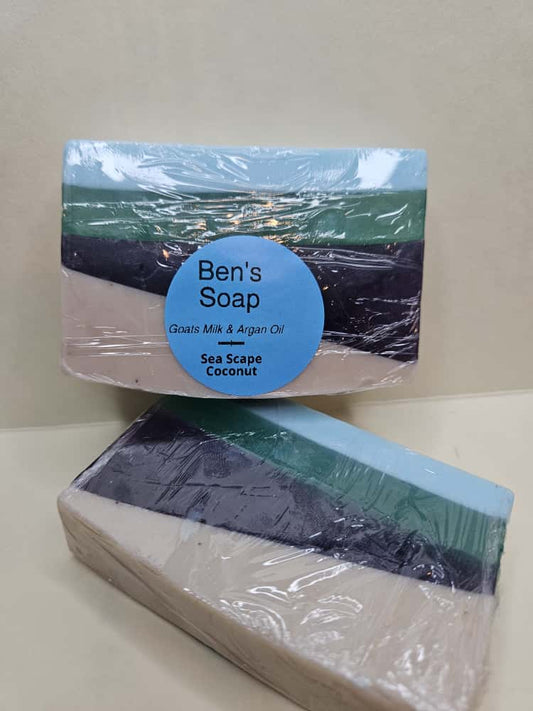 Ben's
Soap
Goats Milk & Argan Oil
Sea Scape
Coconut